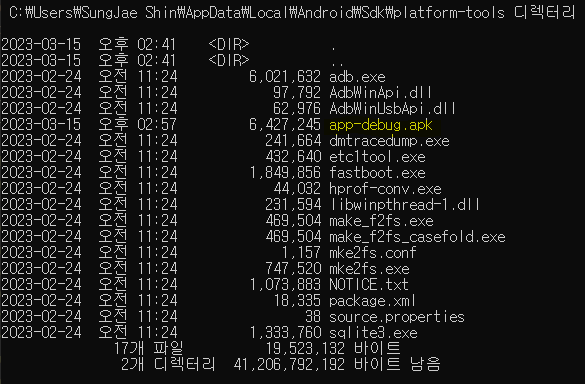 C:₩Users₩SungJae Shin₩AppData₩Local₩Android₩Sdk₩platform-tools 디렉터리
2023-03-15 오후 02:41 <DIR> .
2023-03-15 오후 02:41 <DIR> ..
2023-02-24 오전 11:24 6,021,632 adb.exe
2023-02-24 오전 11:24 97,792 AdbWinApi.dll
2023-02-24 오전 11:24 62,976 AdbWinUsbApi.dll
2023-03-15 오후 02:57 6,427,245 app-debug.apk
2023-02-24 오전 11:24 241,664 dmtracedump.exe
2023-02-24 오전 11:24 432,640 etc1tool.exe
2023-02-24 오전 11:24 1,849,856 fastboot.exe
2023-02-24 오전 11:24 44,032 hprof-conv.exe
2023-02-24 오전 11:24 231,594 libwinpthread-1.dll
2023-02-24 오전 11:24 469,504 make_f2fs.exe
2023-02-24 오전 11:24 469,504 make_f2fs_casefold.exe
2023-02-24 오전 11:24 1,157 mke2fs.conf
2023-02-24 오전 11:24 747,520 mke2fs.exe
2023-02-24 오전 11:24 1,073,883 NOTICE.txt
2023-02-24 오전 11:24 18,335 package.xml
2023-02-24 오전 11:24 38 source.properties
2023-02-24 오전 11:24 1,333,760 sqlite3.exe
17개 파일 19,523,132 바이트
2개 디렉터리 41,206,792,192 바이트 남음